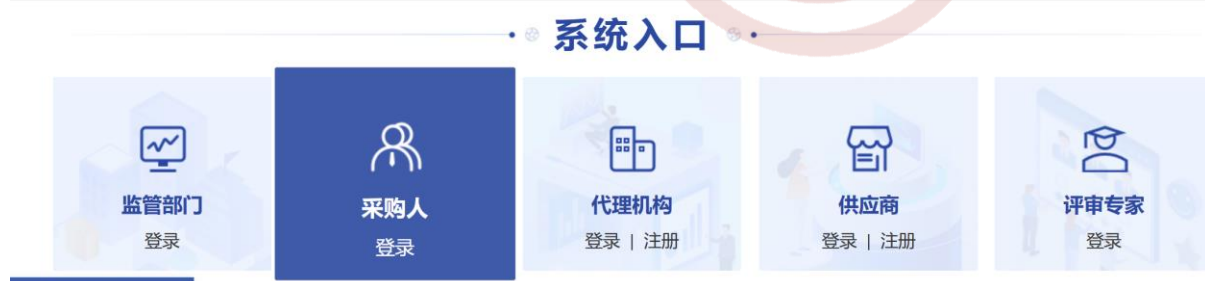 系统入口
监管部门
登录
采购人
登录
代理机构
登录 | 注册
供应商
登录 | 注册
评审专家
登录